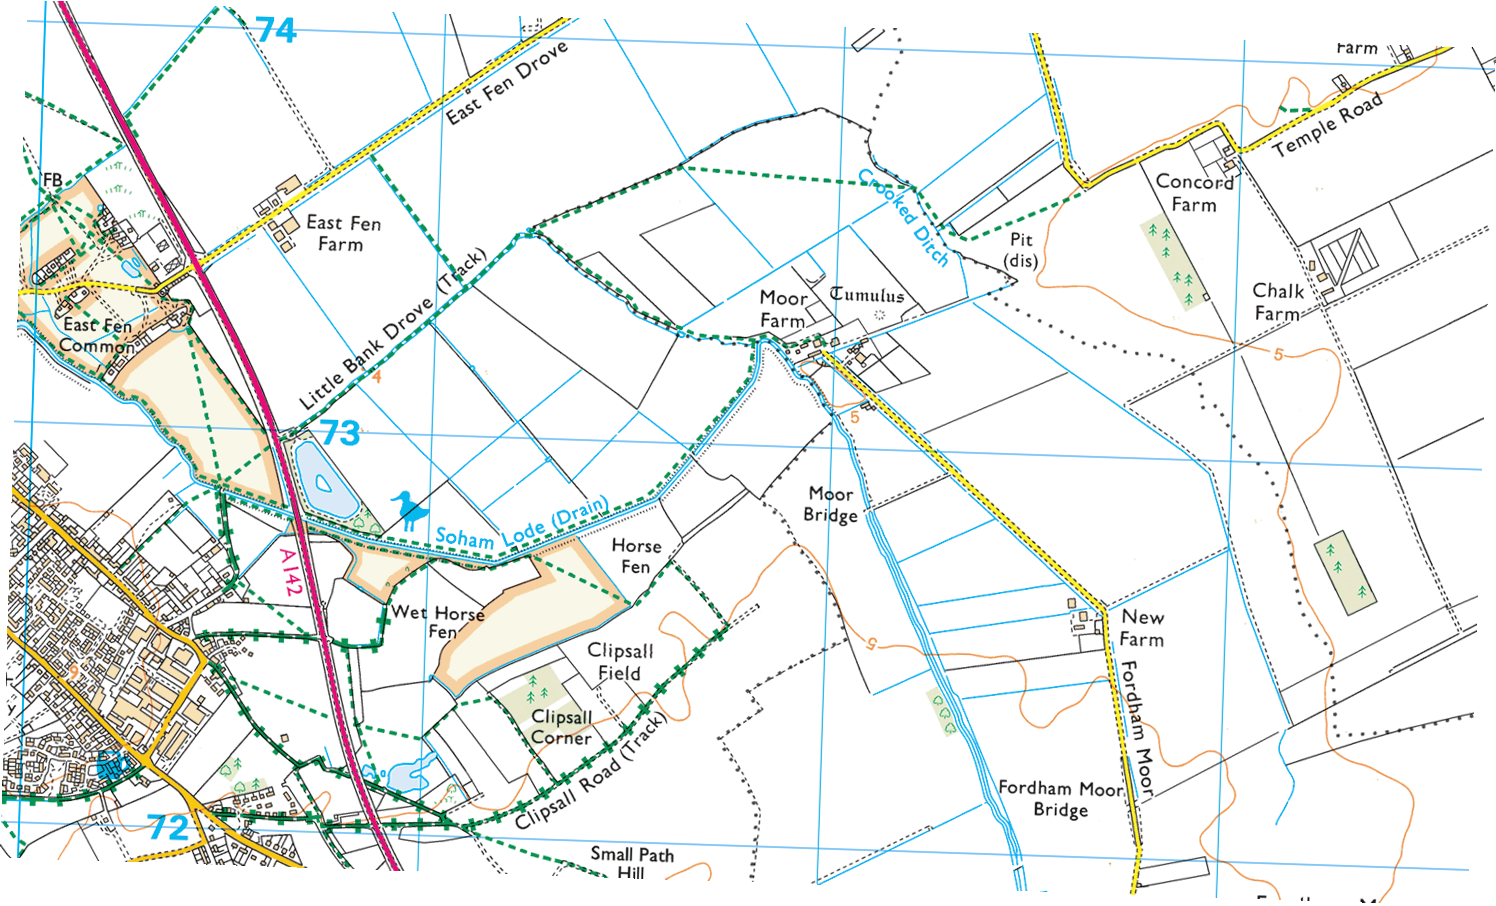 74
East Fen Drove
Farm
Temple Road
FB
East Fen
Farm
Crooked Ditch
Concord
Farm
Pit
(dis)
Little Bank Drove (Track)
Moor
Farm
Tumulus
Chalk
Farm
East Fen
Common
4
5
73
5
Moor
Bridge
Soham Lode (Drain)
A142
Horse
Fen
Wet Horse
Fen
5
New
Farm
Clipsall
Field
9
Fordham Moor
Clipsall
Corner
Clipsall Road (Track)
Fordham Moor
Bridge
72
Small Path
Hill